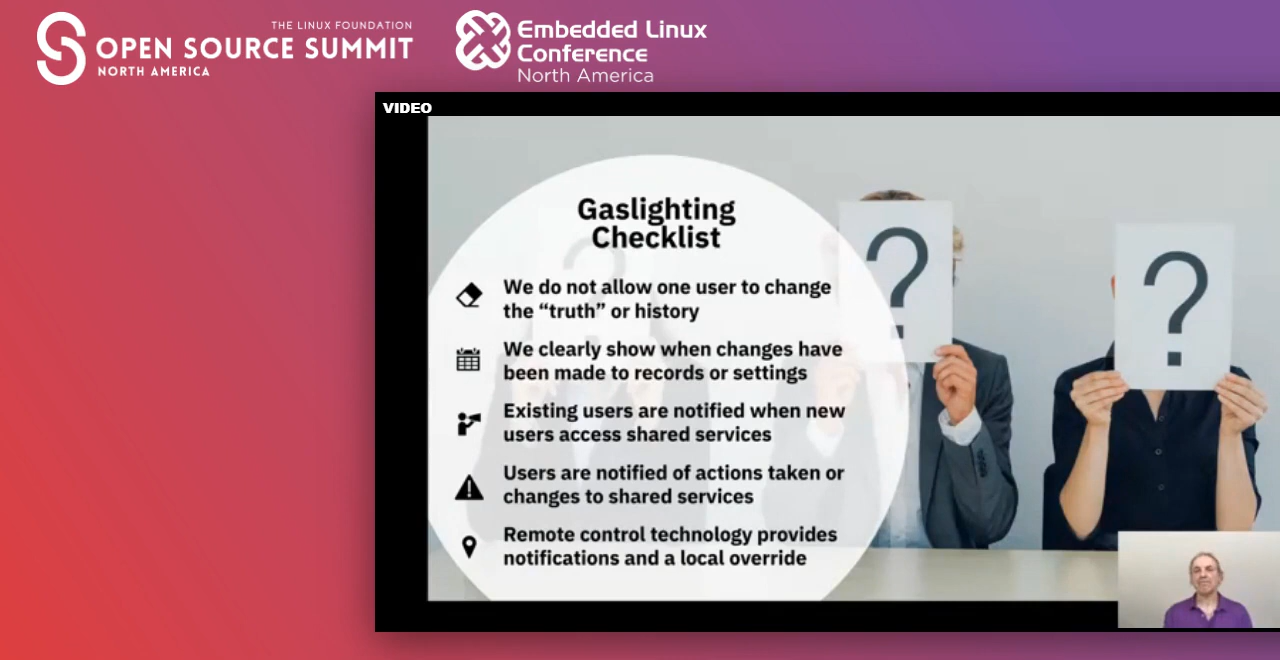 THE LINUX FOUNDATION
OPEN SOURCE SUMMIT
NORTH AMERICA
Embedded Linux
Conference
North America
VIDEO
Gaslighting
Checklist
We do not allow one user to change
the “truth” or history
We clearly show when changes have
been made to records or settings
Existing users are notified when new
users access shared services
Users are notified of actions taken or
changes to shared services
Remote control technology provides
notifications and a local override
?
?